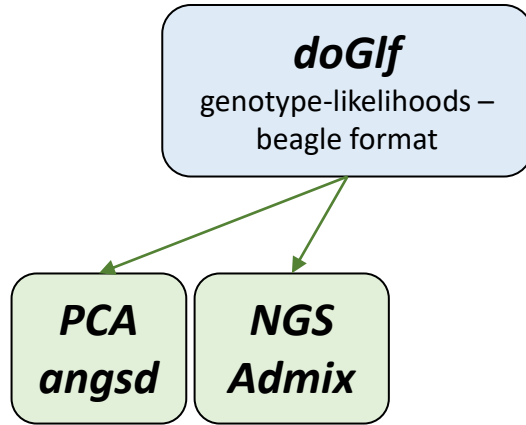 doGlf
genotype-likelihoods –
beagle format
PCA
angsd
NGS
Admix